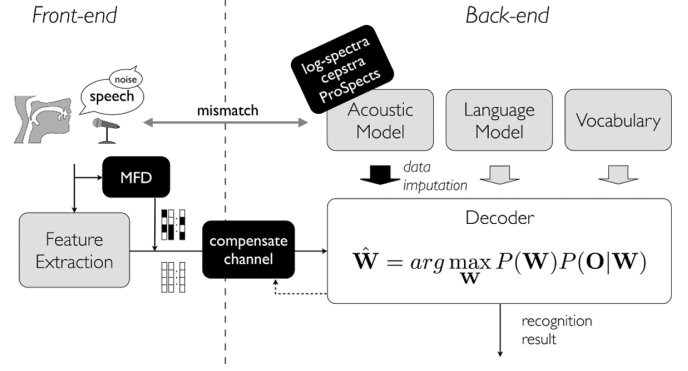 Front-end
Back-end
noise
speech
mismatch
log-spectra
cepstra
ProSpects
Acoustic
Model
Language
Model
Vocabulary
data
imputation
MFD
Feature
Extraction
compensate
channel
Decoder
Ŵ = arg max P(W)P(O|W)
W
recognition
result